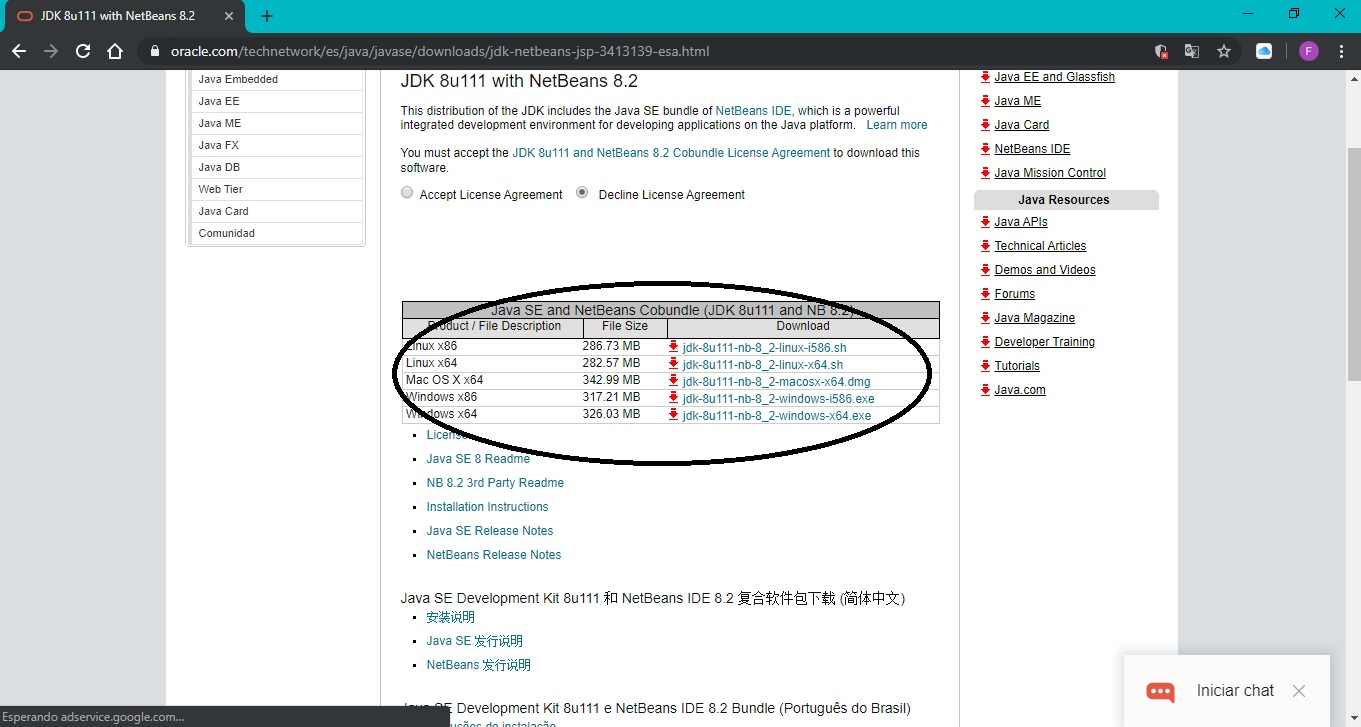 JDK 8u111 with NetBeans 8.2
oracle.com/technetwork/es/java/javase/downloads/jdk-netbeans-jsp-3413139-esa.html
F
Java Embedded
Java EE
Java ME
Java FX
Java DB
Web Tier
Java Card
Comunidad
JDK 8u111 with NetBeans 8.2
This distribution of the JDK includes the Java SE bundle of NetBeans IDE, which is a powerful
integrated development environment for developing applications on the Java platform. Learn more
You must accept the JDK 8u111 and NetBeans 8.2 Cobundle License Agreement to download this
software.
Accept License Agreement Decline License Agreement
Java SE and NetBeans Cobundle (JDK 8u111 and NB 8.2)
Product / File Description File Size Download
Linux x86 286.73 MB jdk-8u111-nb-8_2-linux-i586.sh
Linux x64 282.57 MB jdk-8u111-nb-8_2-linux-x64.sh
Mac OS X x64 342.99 MB jdk-8u111-nb-8_2-macosx-x64.dmg
Windows x86 317.21 MB jdk-8u111-nb-8_2-windows-i586.exe
Windows x64 326.03 MB jdk-8u111-nb-8_2-windows-x64.exe
License
Java SE 8 Readme
NB 8.2 3rd Party Readme
Installation Instructions
Java SE Release Notes
NetBeans Release Notes
Java SE Development Kit 8u111 和 NetBeans IDE 8.2 复合软件包下载 (简体中文)
安装说明
Java SE 发行说明
NetBeans 发行说明
Java SE Development Kit 8u111 e NetBeans IDE 8.2 Bundle (Português do Brasil)
de instalação
Java EE and Glassfish
Java ME
Java Card
NetBeans IDE
Java Mission Control
Java Resources
Java APIs
Technical Articles
Demos and Videos
Forums
Java Magazine
Developer Training
Tutorials
Java.com
Iniciar chat
Esperando adservice.google.com...